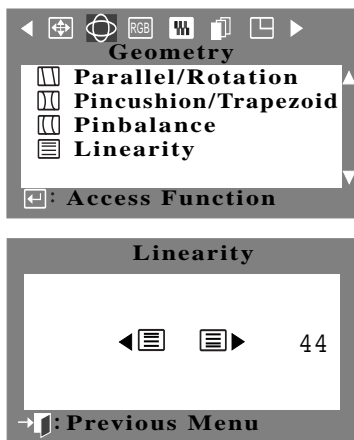 RGB
Geometry
Parallel/Rotation
Pincushion/Trapezoid
Pinbalance
Linearity
: Access Function
Linearity
44
: Previous Menu